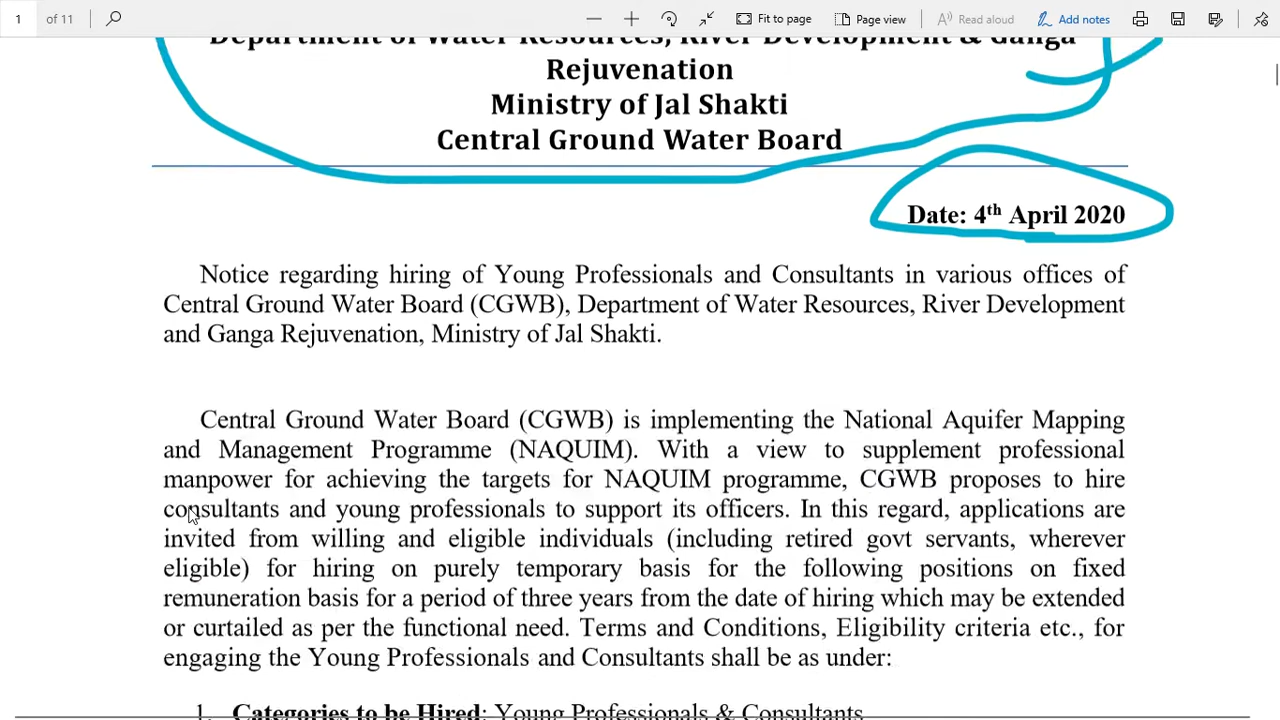 1 of 11 Fit to page Page view Read aloud Add notes
Department of Water Resources, River Development & Ganga
Rejuvenation
Ministry of Jal Shakti
Central Ground Water Board
Date: 4th April 2020
Notice regarding hiring of Young Professionals and Consultants in various offices of
Central Ground Water Board (CGWB), Department of Water Resources, River Development
and Ganga Rejuvenation, Ministry of Jal Shakti.
Central Ground Water Board (CGWB) is implementing the National Aquifer Mapping
and Management Programme (NAQUIM). With a view to supplement professional
manpower for achieving the targets for NAQUIM programme, CGWB proposes to hire
consultants and young professionals to support its officers. In this regard, applications are
invited from willing and eligible individuals (including retired govt servants, wherever
eligible) for hiring on purely temporary basis for the following positions on fixed
remuneration basis for a period of three years from the date of hiring which may be extended
or curtailed as per the functional need. Terms and Conditions, Eligibility criteria etc., for
engaging the Young Professionals and Consultants shall be as under:
1. Categories to be Hired: Young Professionals & Consultants